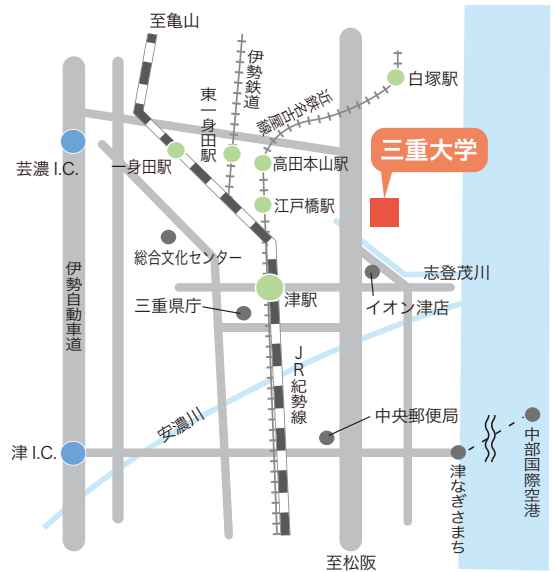 至亀山
伊勢鉄道
近鉄名古屋線
白塚駅
東一身田駅
三重大学
芸濃 I.C.
一身田駅
高田本山駅
江戸橋駅
総合文化センター
志登茂川
伊勢自動車道
三重県庁
津駅
イオン津店
JR紀勢線
安濃川
中央郵便局
津 I.C.
津なぎさまち
中部国際空港
至松阪